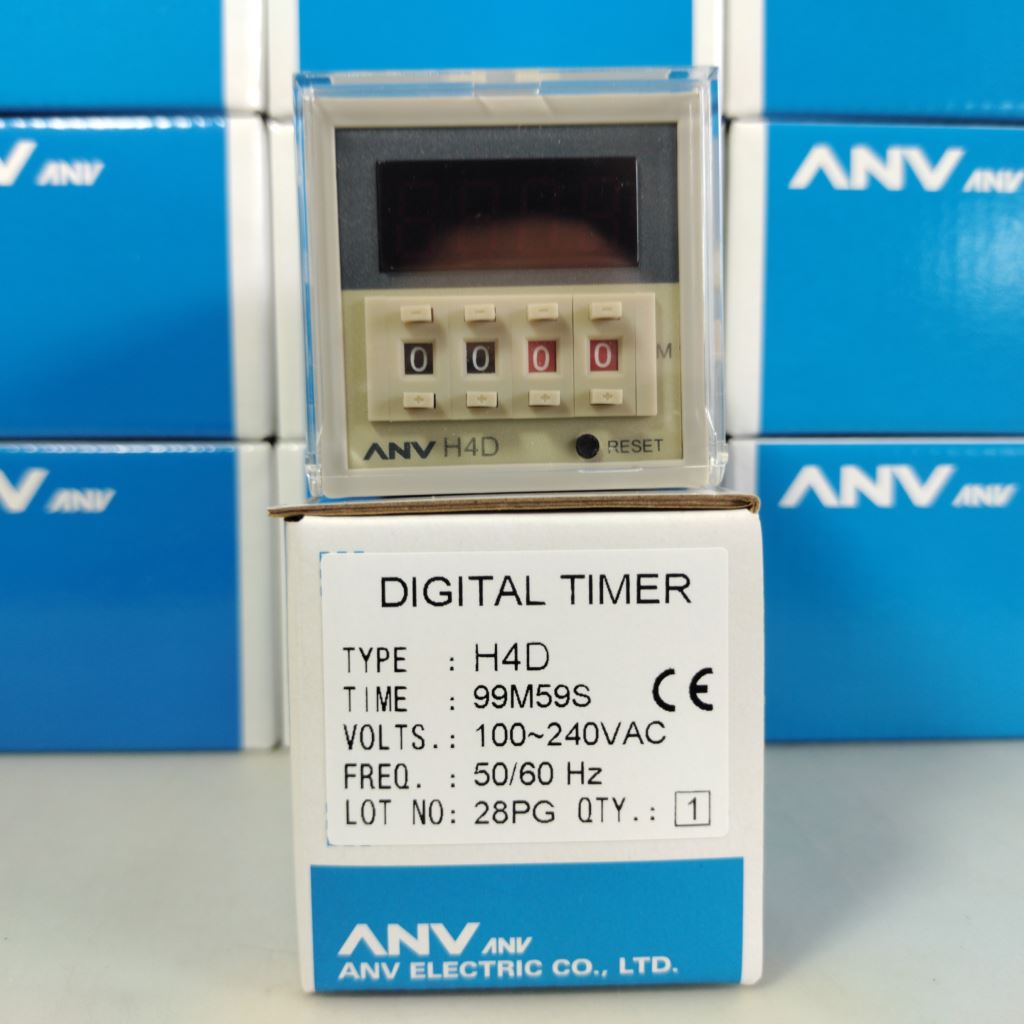 ANV
ANV ANV
0 0 0 0
M
ANV H4D
RESET
ANV
ANV ANV
DIGITAL TIMER
TYPE : H4D
TIME : 99M59S
CE
VOLTS.: 100~240VAC
FREQ. : 50/60 Hz
LOT NO: 28PG QTY.: 1
ANV ANV
ANV ELECTRIC CO., LTD.